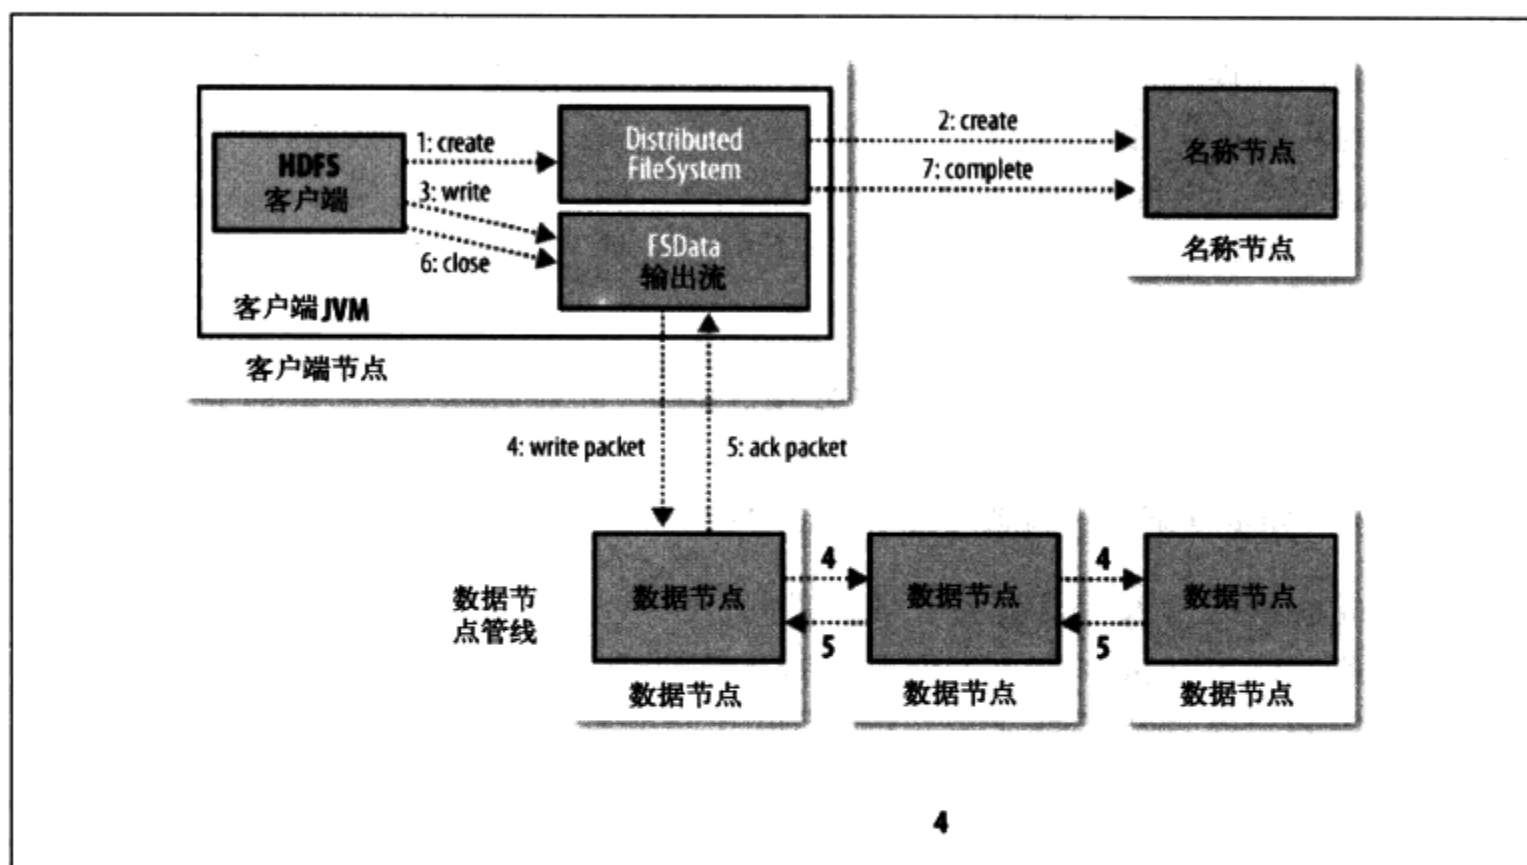 HDFS
客户端
1: create
3: write
6: close
Distributed
FileSystem
FSData
输出流
2: create
7: complete
名称节点
名称节点
客户端 JVM
客户端节点
4: write packet
5: ack packet
数据节
点管线
数据节点
4
5
数据节点
4
5
数据节点
数据节点
数据节点
数据节点
4